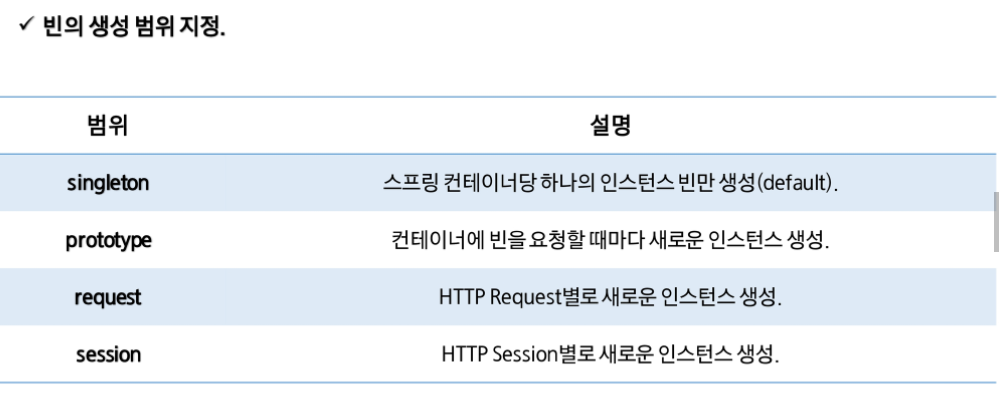 ✓ 빈의 생성 범위 지정.
범위 설명
singleton 스프링 컨테이너당 하나의 인스턴스 빈만 생성(default).
prototype 컨테이너에 빈을 요청할 때마다 새로운 인스턴스 생성.
request HTTP Request별로 새로운 인스턴스 생성.
session HTTP Session별로 새로운 인스턴스 생성.